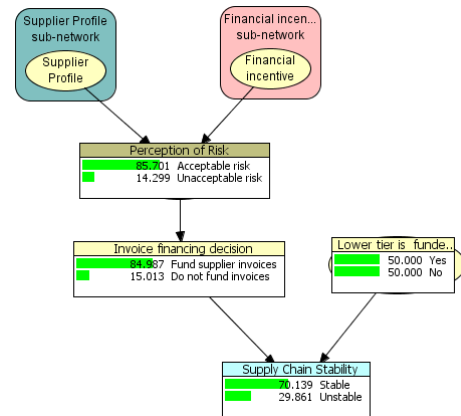 Supplier Profile
sub-network
Supplier
Profile
Financial incen...
sub-network
Financial
incentive
Perception of Risk
85.701 Acceptable risk
14.299 Unacceptable risk
Invoice financing decision
84.987 Fund supplier invoices
15.013 Do not fund invoices
Lower tier is funde..
50.000 Yes
50.000 No
Supply Chain Stability
70.139 Stable
29.861 Unstable